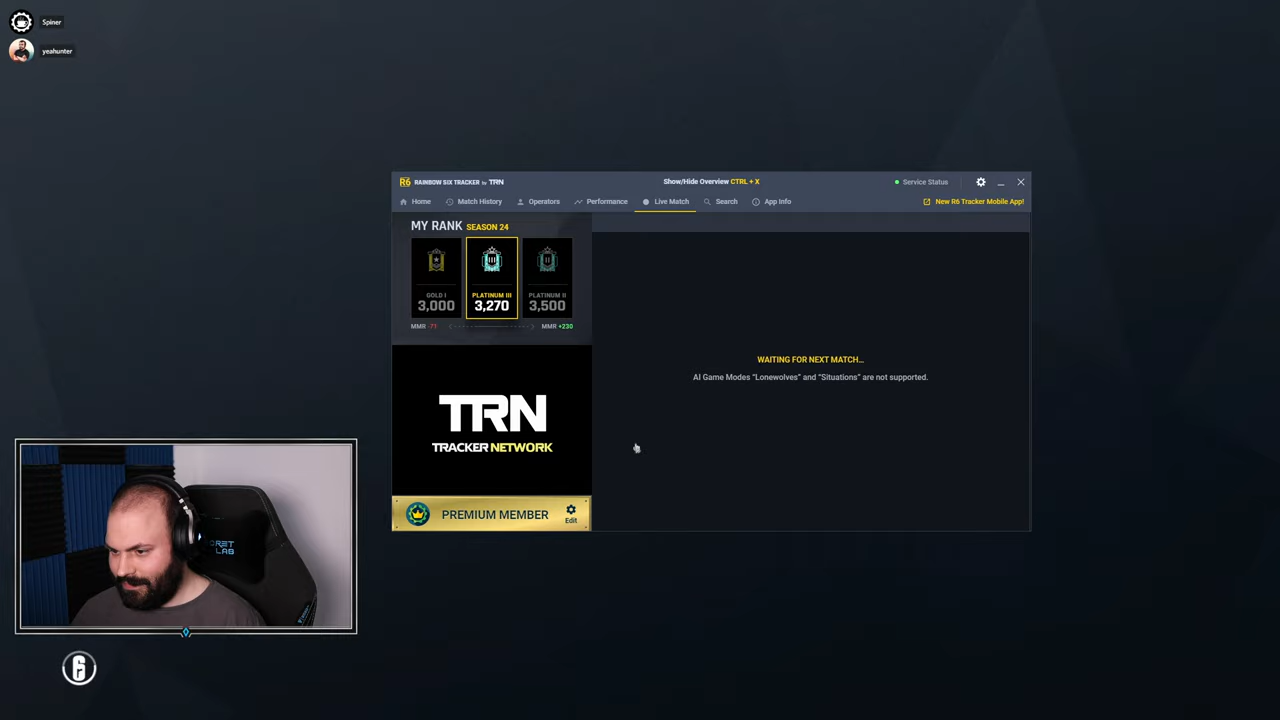 Spiner
yeahunter
R6 RAINBOW SIX TRACKER by TRN
Show/Hide Overview CTRL + X
Service Status
Home
Match History
Operators
Performance
Live Match
Search
App Info
New R6 Tracker Mobile App!
MY RANK SEASON 24
GOLD I
3,000
PLATINUM III
3,270
PLATINUM II
3,500
MMR -71
MMR +230
WAITING FOR NEXT MATCH...
AI Game Modes "Lonewolves" and "Situations" are not supported.
TRN
TRACKER NETWORK
PREMIUM MEMBER
Edit
RET
LAB
6